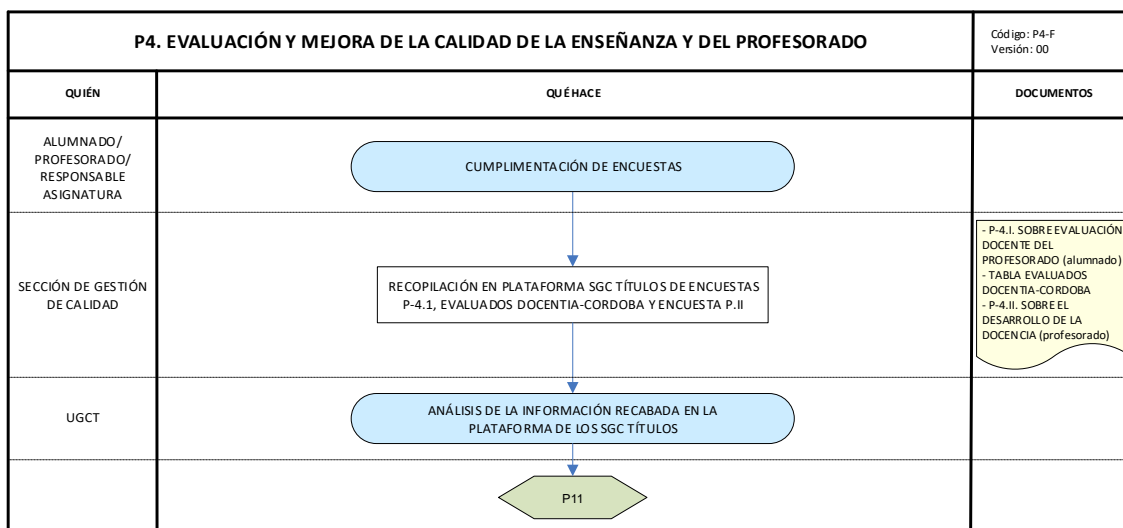 P4. EVALUACIÓN Y MEJORA DE LA CALIDAD DE LA ENSEÑANZA Y DEL PROFESORADO
Código: P4-F
Versión: 00
QUIÉN
QUÉ HACE
DOCUMENTOS
ALUMNADO/
PROFESORADO/
RESPONSABLE
ASIGNATURA
CUMPLIMENTACIÓN DE ENCUESTAS
SECCIÓN DE GESTIÓN
DE CALIDAD
RECOPILACIÓN EN PLATAFORMA SGC TÍTULOS DE ENCUESTAS
P-4.1, EVALUADOS DOCENTIA-CORDOBA Y ENCUESTA P.II
- P-4.I. SOBRE EVALUACIÓN
DOCENTE DEL
PROFESORADO (alumnado)
- TABLA EVALUADOS
DOCENTIA-CORDOBA
- P-4.II. SOBRE EL
DESARROLLO DE LA
DOCENCIA (profesorado)
UGCT
ANÁLISIS DE LA INFORMACIÓN RECABADA EN LA
PLATAFORMA DE LOS SGC TÍTULOS
P11